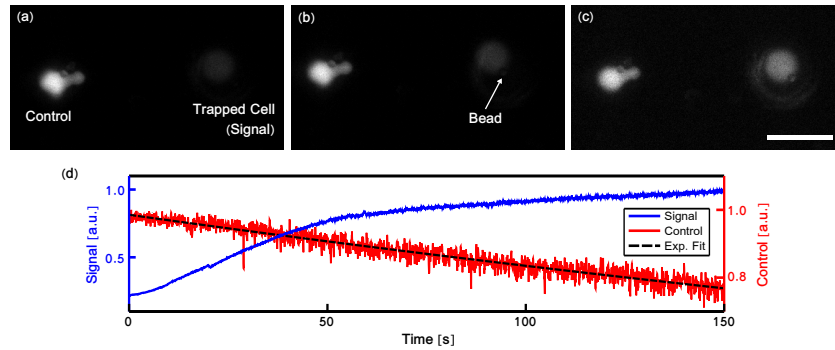 (a)
(b)
(c)
Control
Trapped Cell
(Signal)
Bead
(d)
1.0
0.5
Signal [a.u.]
1.0
0.8
Control [a.u.]
Signal
Control
Exp. Fit
0
50
100
150
Time [s]